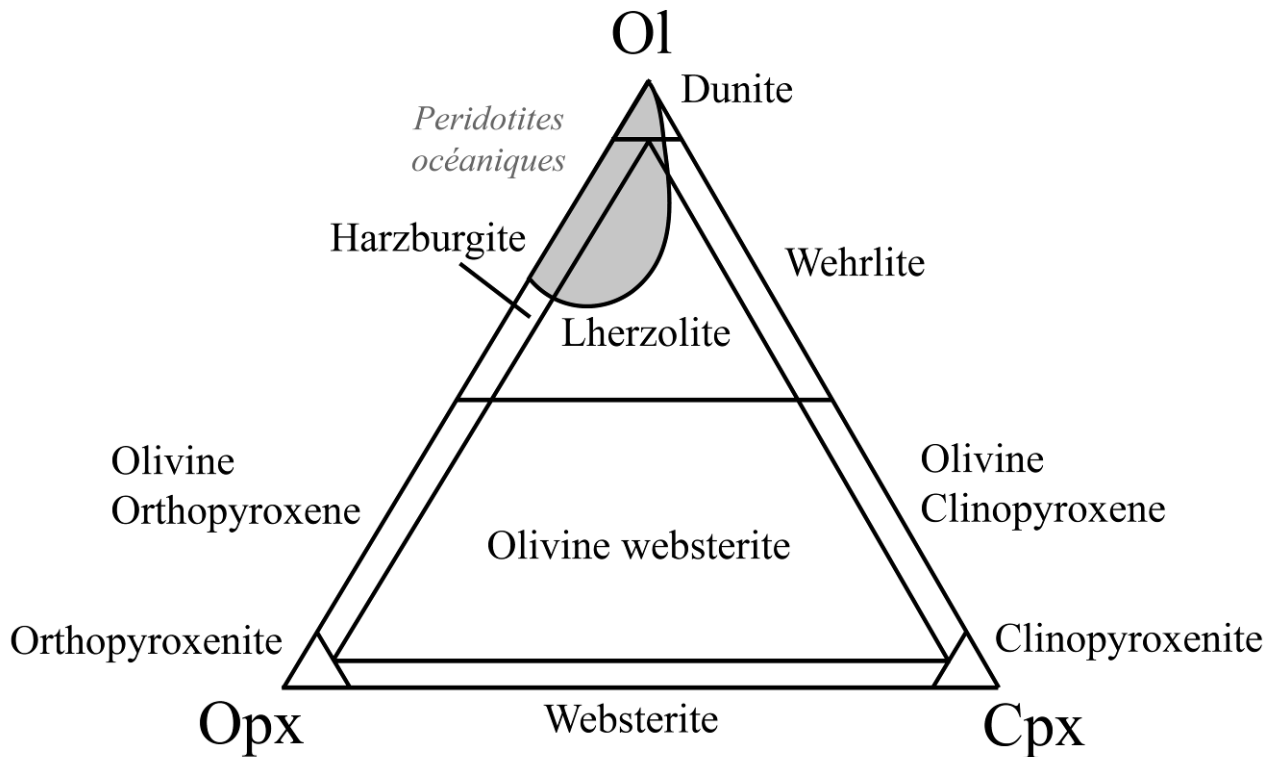 Ol
Dunite
Peridotites
océaniques
Harzburgite
Wehrlite
Lherzolite
Olivine
Orthopyroxene
Olivine
Clinopyroxene
Olivine websterite
Orthopyroxenite
Clinopyroxenite
Opx
Websterite
Cpx